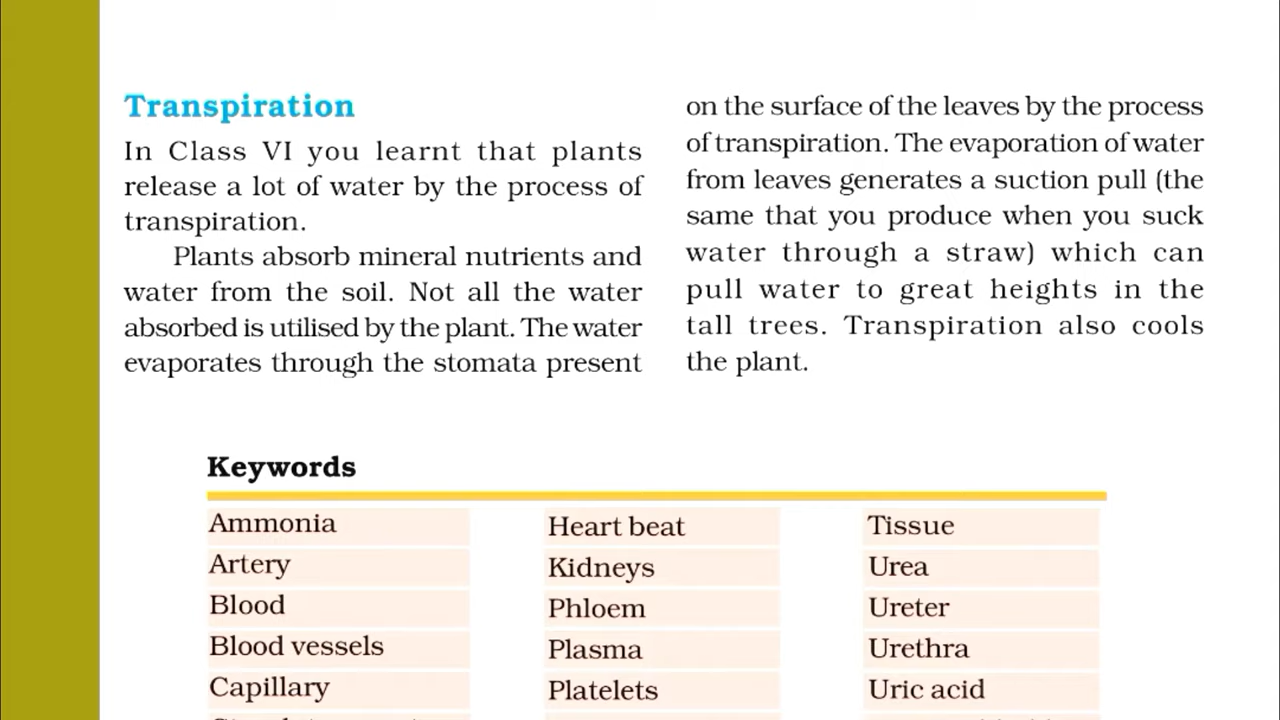 Transpiration
In Class VI you learnt that plants
release a lot of water by the process of
transpiration.
Plants absorb mineral nutrients and
water from the soil. Not all the water
absorbed is utilised by the plant. The water
evaporates through the stomata present
on the surface of the leaves by the process
of transpiration. The evaporation of water
from leaves generates a suction pull (the
same that you produce when you suck
water through a straw) which can
pull water to great heights in the
tall trees. Transpiration also cools
the plant.
Keywords
Ammonia
Artery
Blood
Blood vessels
Capillary
Heart beat
Kidneys
Phloem
Plasma
Platelets
Tissue
Urea
Ureter
Urethra
Uric acid